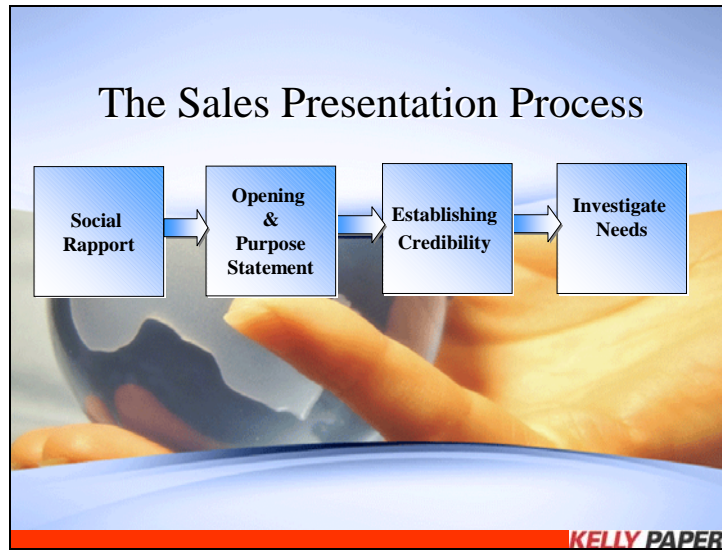 The Sales Presentation Process
Social
Rapport
Opening
&
Purpose
Statement
Establishing
Credibility
Investigate
Needs
KELLY PAPER